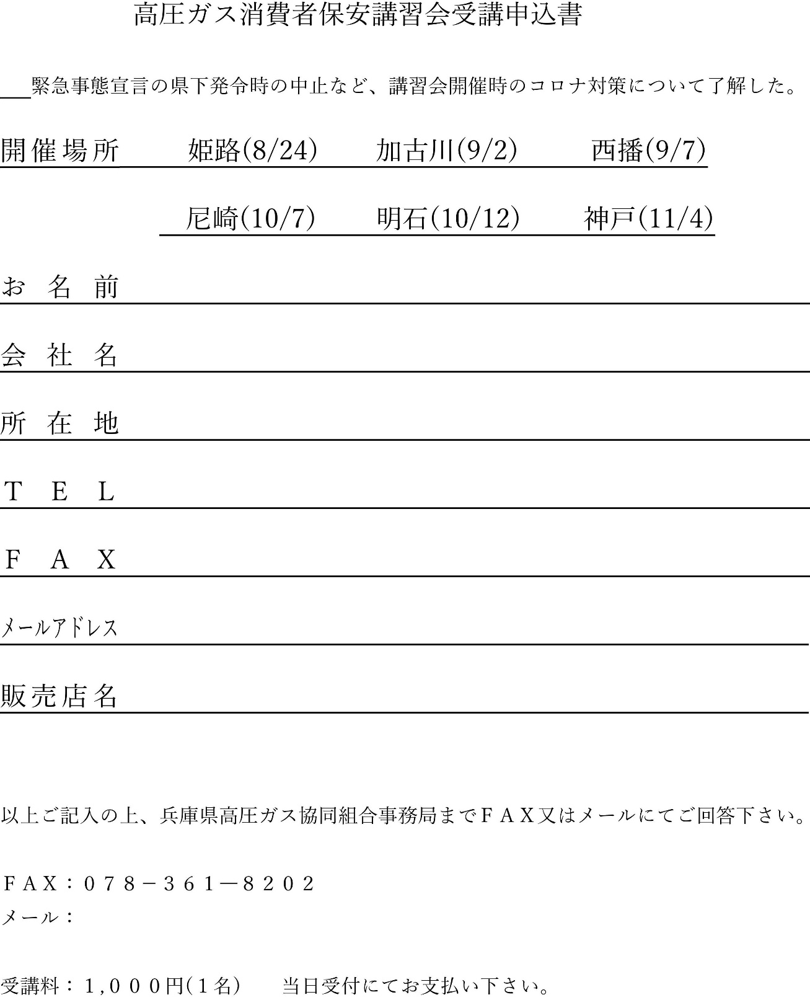 高圧ガス消費者保安講習会受講申込書
緊急事態宣言の県下発令時の中止など、講習会開催時のコロナ対策について了解した。
開催場所 姫路(8/24) 加古川(9/2) 西播(9/7)
尼崎(10/7) 明石(10/12) 神戸(11/4)
お名前
会社名
所在地
ＴＥＬ
ＦＡＸ
メールアドレス
販売店名
以上ご記入の上、兵庫県高圧ガス協同組合事務局までＦＡＸ又はメールにてご回答下さい。
ＦＡＸ：０７８－３６１―８２０２
メール：
受講料：１,０００円(１名) 当日受付にてお支払い下さい。